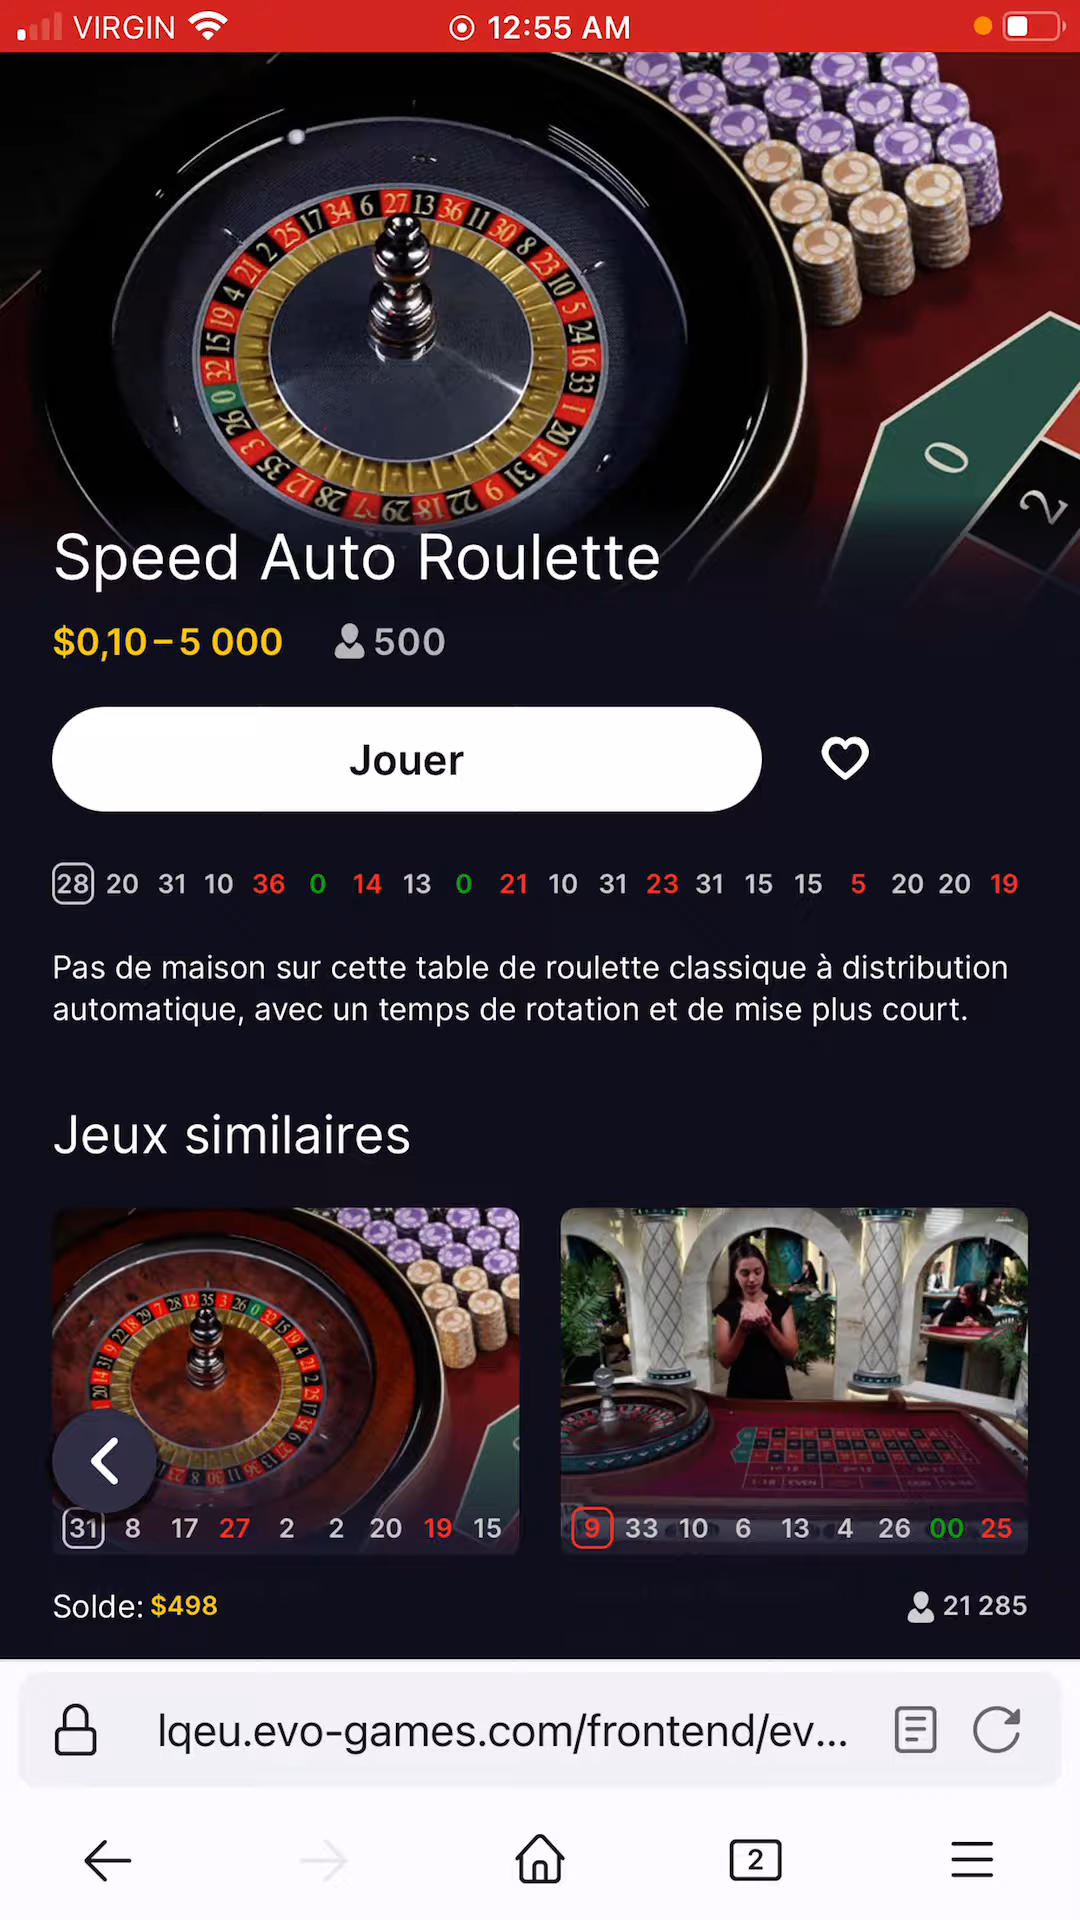 VIRGIN 12:55 AM
Speed Auto Roulette
$0,10–5 000 500
Jouer
28 20 31 10 36 0 14 13 0 21 10 31 23 31 15 15 5 20 20 19
Pas de maison sur cette table de roulette classique à distribution
automatique, avec un temps de rotation et de mise plus court.
Jeux similaires
31 8 17 27 2 2 20 19 15
9 33 10 6 13 4 26 00 25
Solde: $498 21 285
lqeu.evo-games.com/frontend/ev...
2